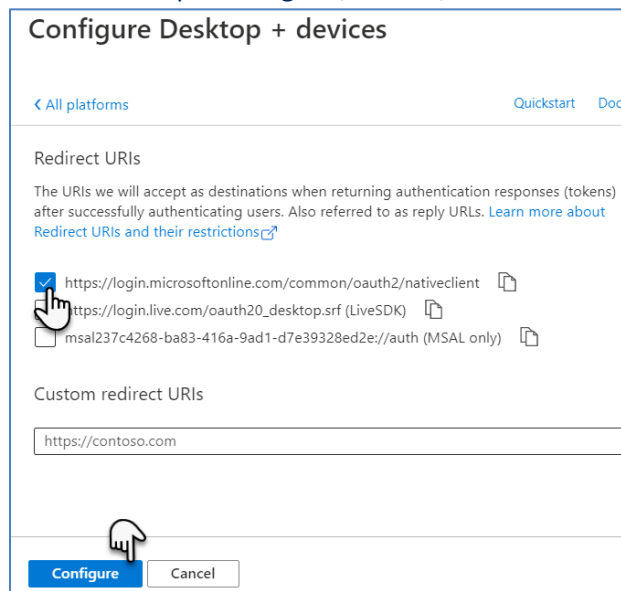 Configure Desktop + devices
All platforms
Quickstart
Redirect URIs
The URIs we will accept as destinations when returning authentication responses (tokens)
after successfully authenticating users. Also referred to as reply URLs. Learn more about
Redirect URIs and their restrictions
https://login.microsoftonline.com/common/oauth2/nativeclient
https://login.live.com/oauth20_desktop.srf (LiveSDK)
msal237c4268-ba83-416a-9ad1-d7e39328ed2e://auth (MSAL only)
Custom redirect URIs
https://contoso.com
Configure
Cancel